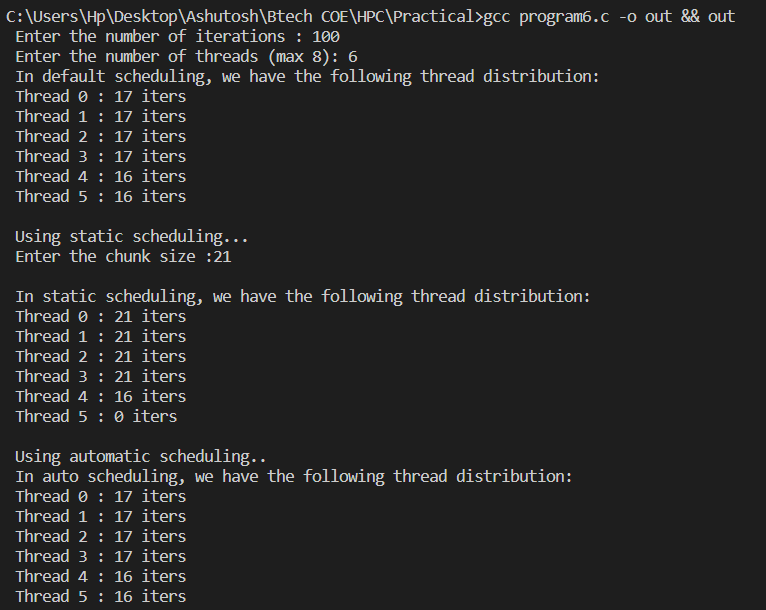 C:\Users\Hp\Desktop\Ashutosh\Btech COE\HPC\Practical>gcc program6.c -o out && out
Enter the number of iterations : 100
Enter the number of threads (max 8): 6
In default scheduling, we have the following thread distribution:
Thread 0 : 17 iters
Thread 1 : 17 iters
Thread 2 : 17 iters
Thread 3 : 17 iters
Thread 4 : 16 iters
Thread 5 : 16 iters
Using static scheduling...
Enter the chunk size :21
In static scheduling, we have the following thread distribution:
Thread 0 : 21 iters
Thread 1 : 21 iters
Thread 2 : 21 iters
Thread 3 : 21 iters
Thread 4 : 16 iters
Thread 5 : 0 iters
Using automatic scheduling..
In auto scheduling, we have the following thread distribution:
Thread 0 : 17 iters
Thread 1 : 17 iters
Thread 2 : 17 iters
Thread 3 : 17 iters
Thread 4 : 16 iters
Thread 5 : 16 iters